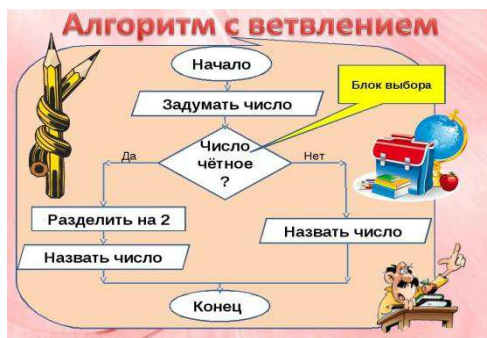 Алгоритм с ветвлением
Начало
Блок выбора
Задумать число
Число
чётное
?
Да
Нет
Разделить на 2
Назвать число
Назвать число
Конец